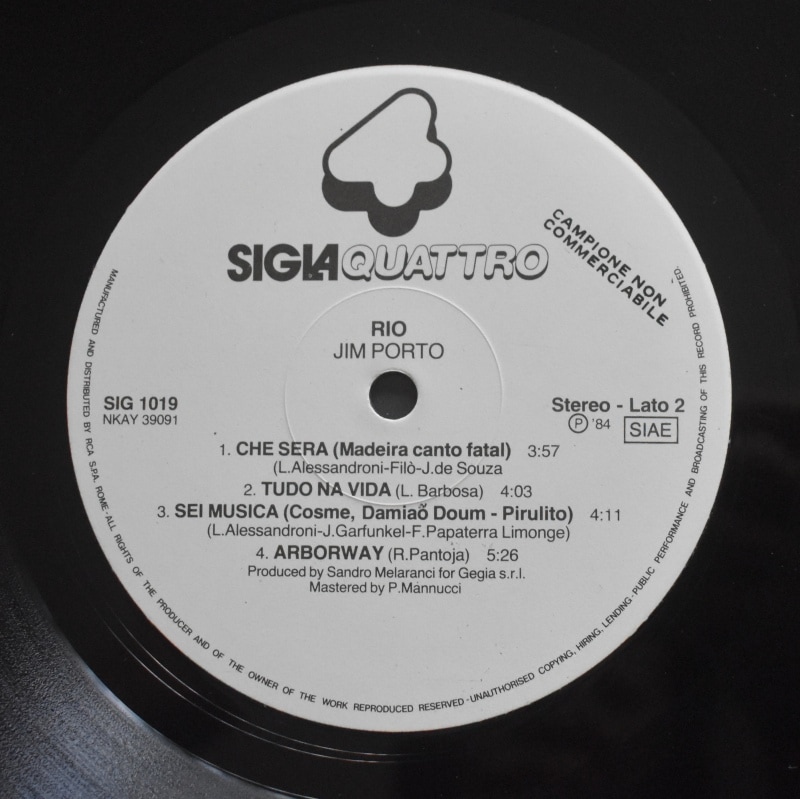 SIGLAQUATTRO
CAMPIONE NON
COMMERCIABILE
RIO
JIM PORTO
SIG 1019
NKAY 39091
Stereo - Lato 2
℗ '84 SIAE
1. CHE SERA (Madeira canto fatal) 3:57
(L.Alessandroni-Filò-J.de Souza
2. TUDO NA VIDA (L. Barbosa) 4:03
3. SEI MUSICA (Cosme, Damiaõ Doum - Pirulito) 4:11
(L.Alessandroni-J.Garfunkel-F.Papaterra Limonge)
4. ARBORWAY (R.Pantoja) 5:26
Produced by Sandro Melaranci for Gegia s.r.l.
Mastered by P.Mannucci
MANUFACTURED AND DISTRIBUTED BY RCA S.P.A. ROME - ALL RIGHTS OF THE PRODUCER AND OF THE OWNER OF THE WORK REPRODUCED RESERVED - UNAUTHORISED COPYING, HIRING, LENDING - PUBLIC PERFORMANCE AND BROADCASTING OF THIS RECORD PROHIBITED.